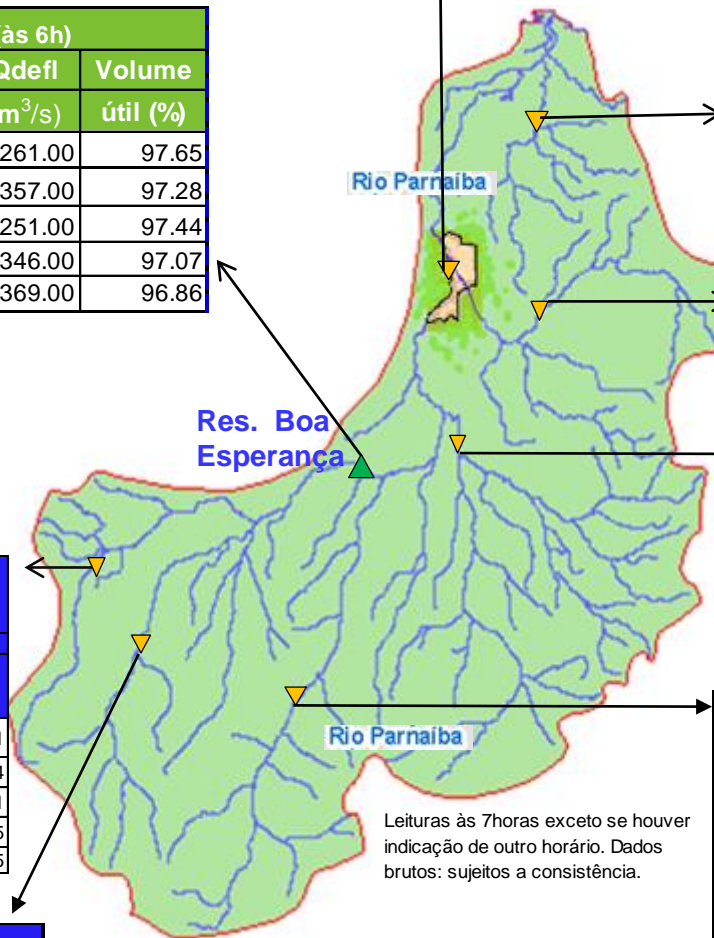 (às 6h)
Qdefl Volume
m³/s) útil (%)
261.00 97.65
357.00 97.28
251.00 97.44
346.00 97.07
369.00 96.86
Rio Parnaíba
Res. Boa
Esperança
Rio Parnaíba
Leituras às 7horas exceto se houver
indicação de outro horário. Dados
brutos: sujeitos a consistência.